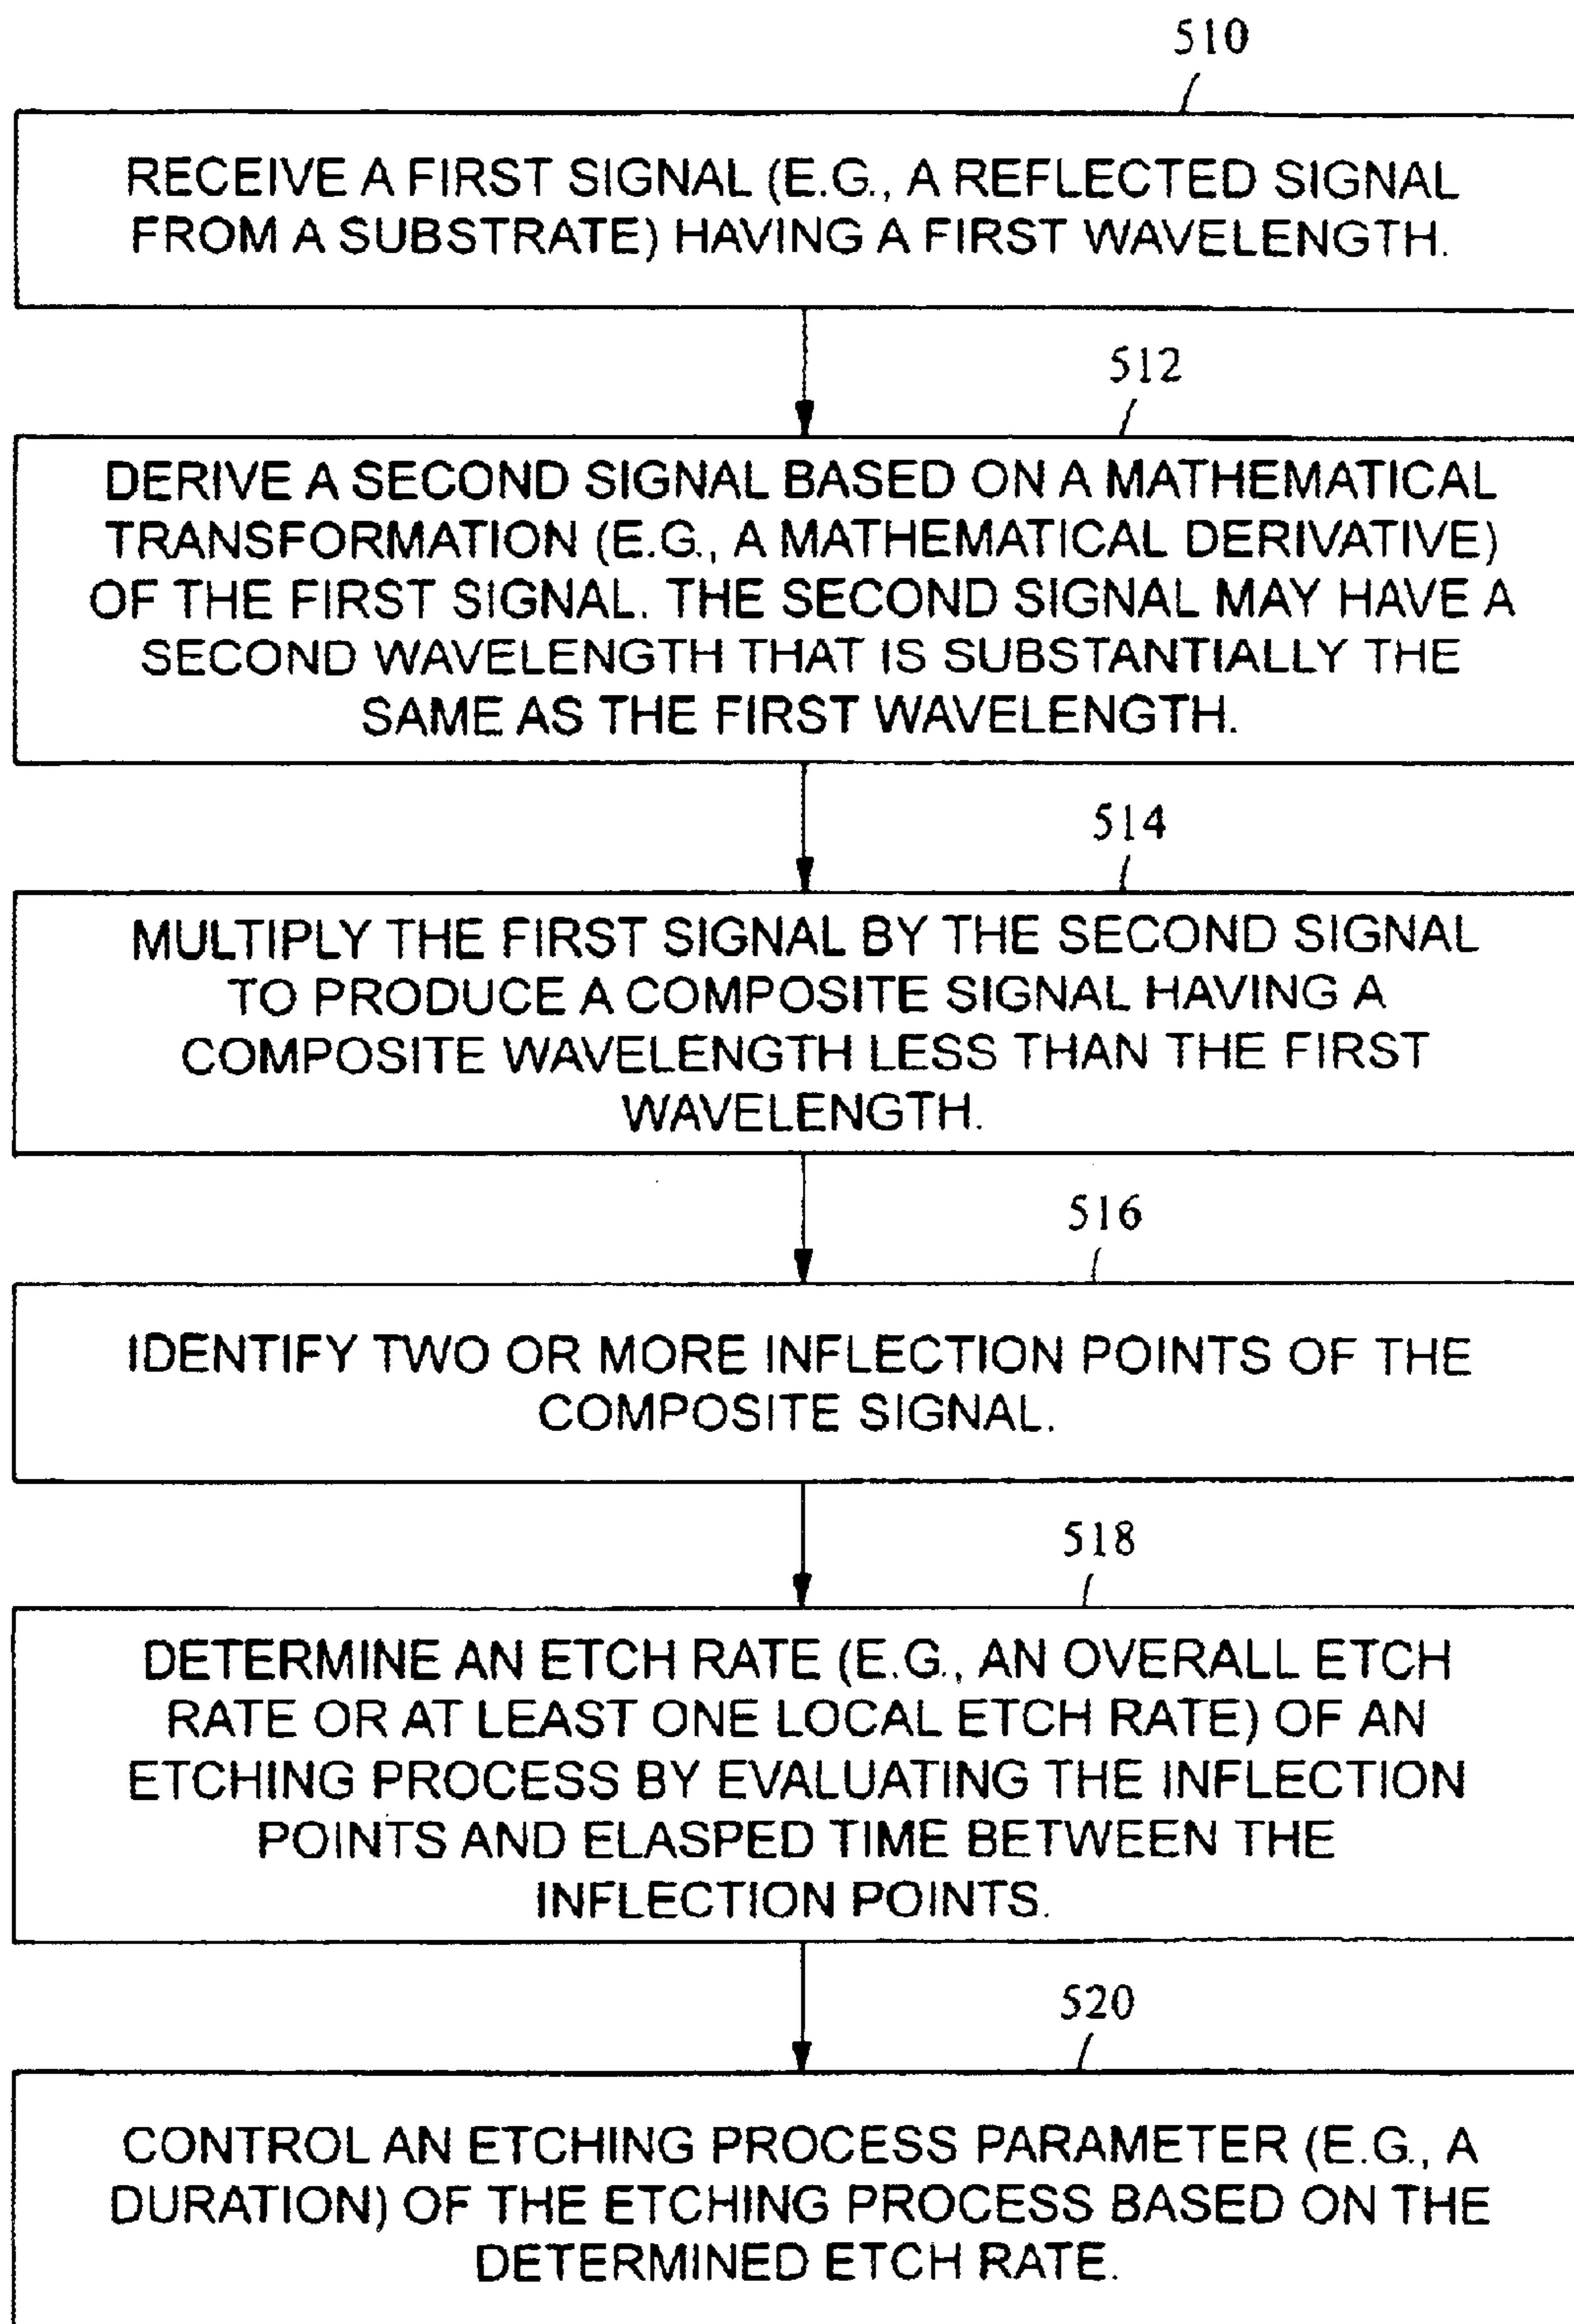 510
RECEIVE A FIRST SIGNAL (E.G., A REFLECTED SIGNAL
FROM A SUBSTRATE) HAVING A FIRST WAVELENGTH.
512
DERIVE A SECOND SIGNAL BASED ON A MATHEMATICAL
TRANSFORMATION (E.G., A MATHEMATICAL DERIVATIVE)
OF THE FIRST SIGNAL. THE SECOND SIGNAL MAY HAVE A
SECOND WAVELENGTH THAT IS SUBSTANTIALLY THE
SAME AS THE FIRST WAVELENGTH.
514
MULTIPLY THE FIRST SIGNAL BY THE SECOND SIGNAL
TO PRODUCE A COMPOSITE SIGNAL HAVING A
COMPOSITE WAVELENGTH LESS THAN THE FIRST
WAVELENGTH.
516
IDENTIFY TWO OR MORE INFLECTION POINTS OF THE
COMPOSITE SIGNAL.
518
DETERMINE AN ETCH RATE (E.G., AN OVERALL ETCH
RATE OR AT LEAST ONE LOCAL ETCH RATE) OF AN
ETCHING PROCESS BY EVALUATING THE INFLECTION
POINTS AND ELASPED TIME BETWEEN THE
INFLECTION POINTS.
520
CONTROL AN ETCHING PROCESS PARAMETER (E.G., A
DURATION) OF THE ETCHING PROCESS BASED ON THE
DETERMINED ETCH RATE.